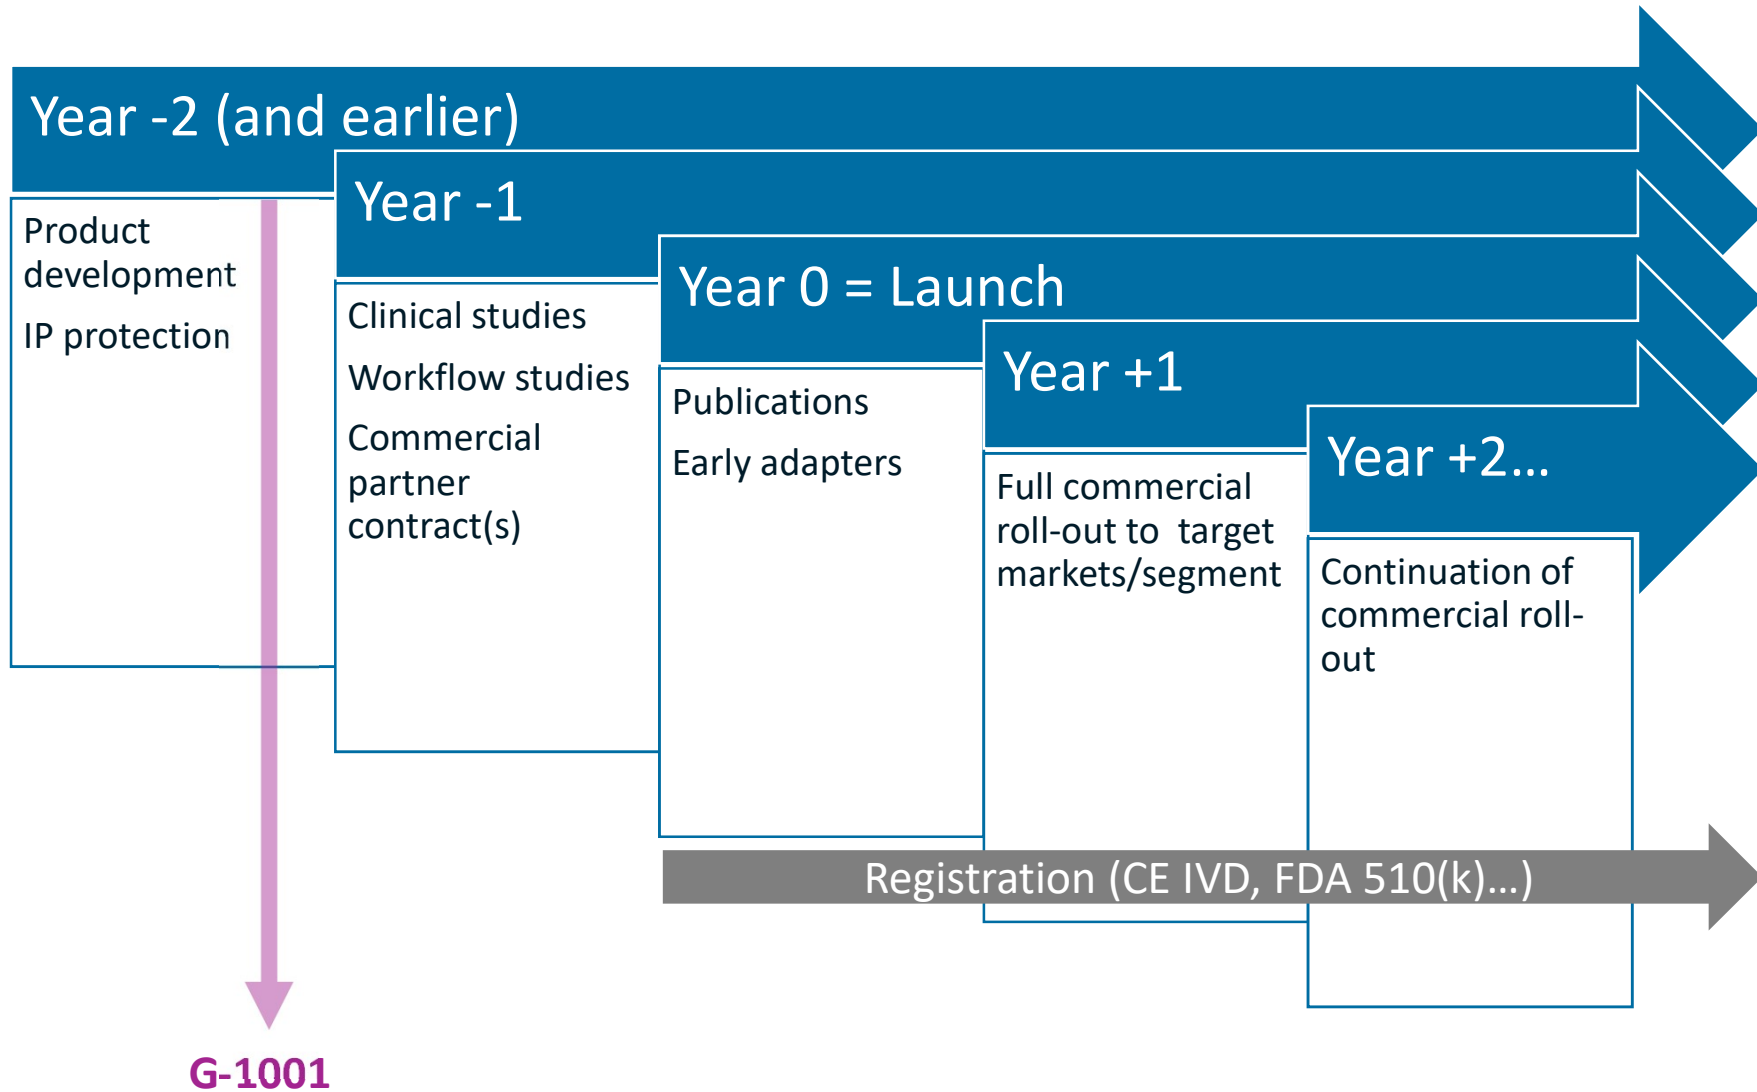 Year -2 (and earlier)
Product
development
IP protection
Year -1
Clinical studies
Workflow studies
Commercial
partner
contract(s)
Year 0 = Launch
Publications
Early adapters
Year +1
Full commercial
roll-out to  target
markets/segment
Year +2...
Continuation of
commercial roll-
out
Registration (CE IVD, FDA 510(k)...)
G-1001